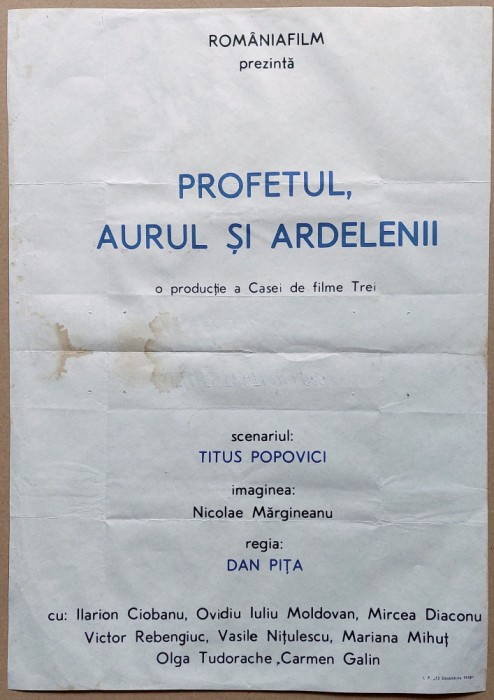 ROMÂNIAFILM
prezintă
PROFETUL,
AURUL ȘI ARDELENII
o producție a Casei de filme Trei
scenariul:
TITUS POPOVICI
imaginea:
Nicolae Mărgineanu
regia:
DAN PIȚA
cu: Ilarion Ciobanu, Ovidiu Iuliu Moldovan, Mircea Diaconu
Victor Rebengiuc, Vasile Nițulescu, Mariana Mihuț
Olga Tudorache ,Carmen Galin